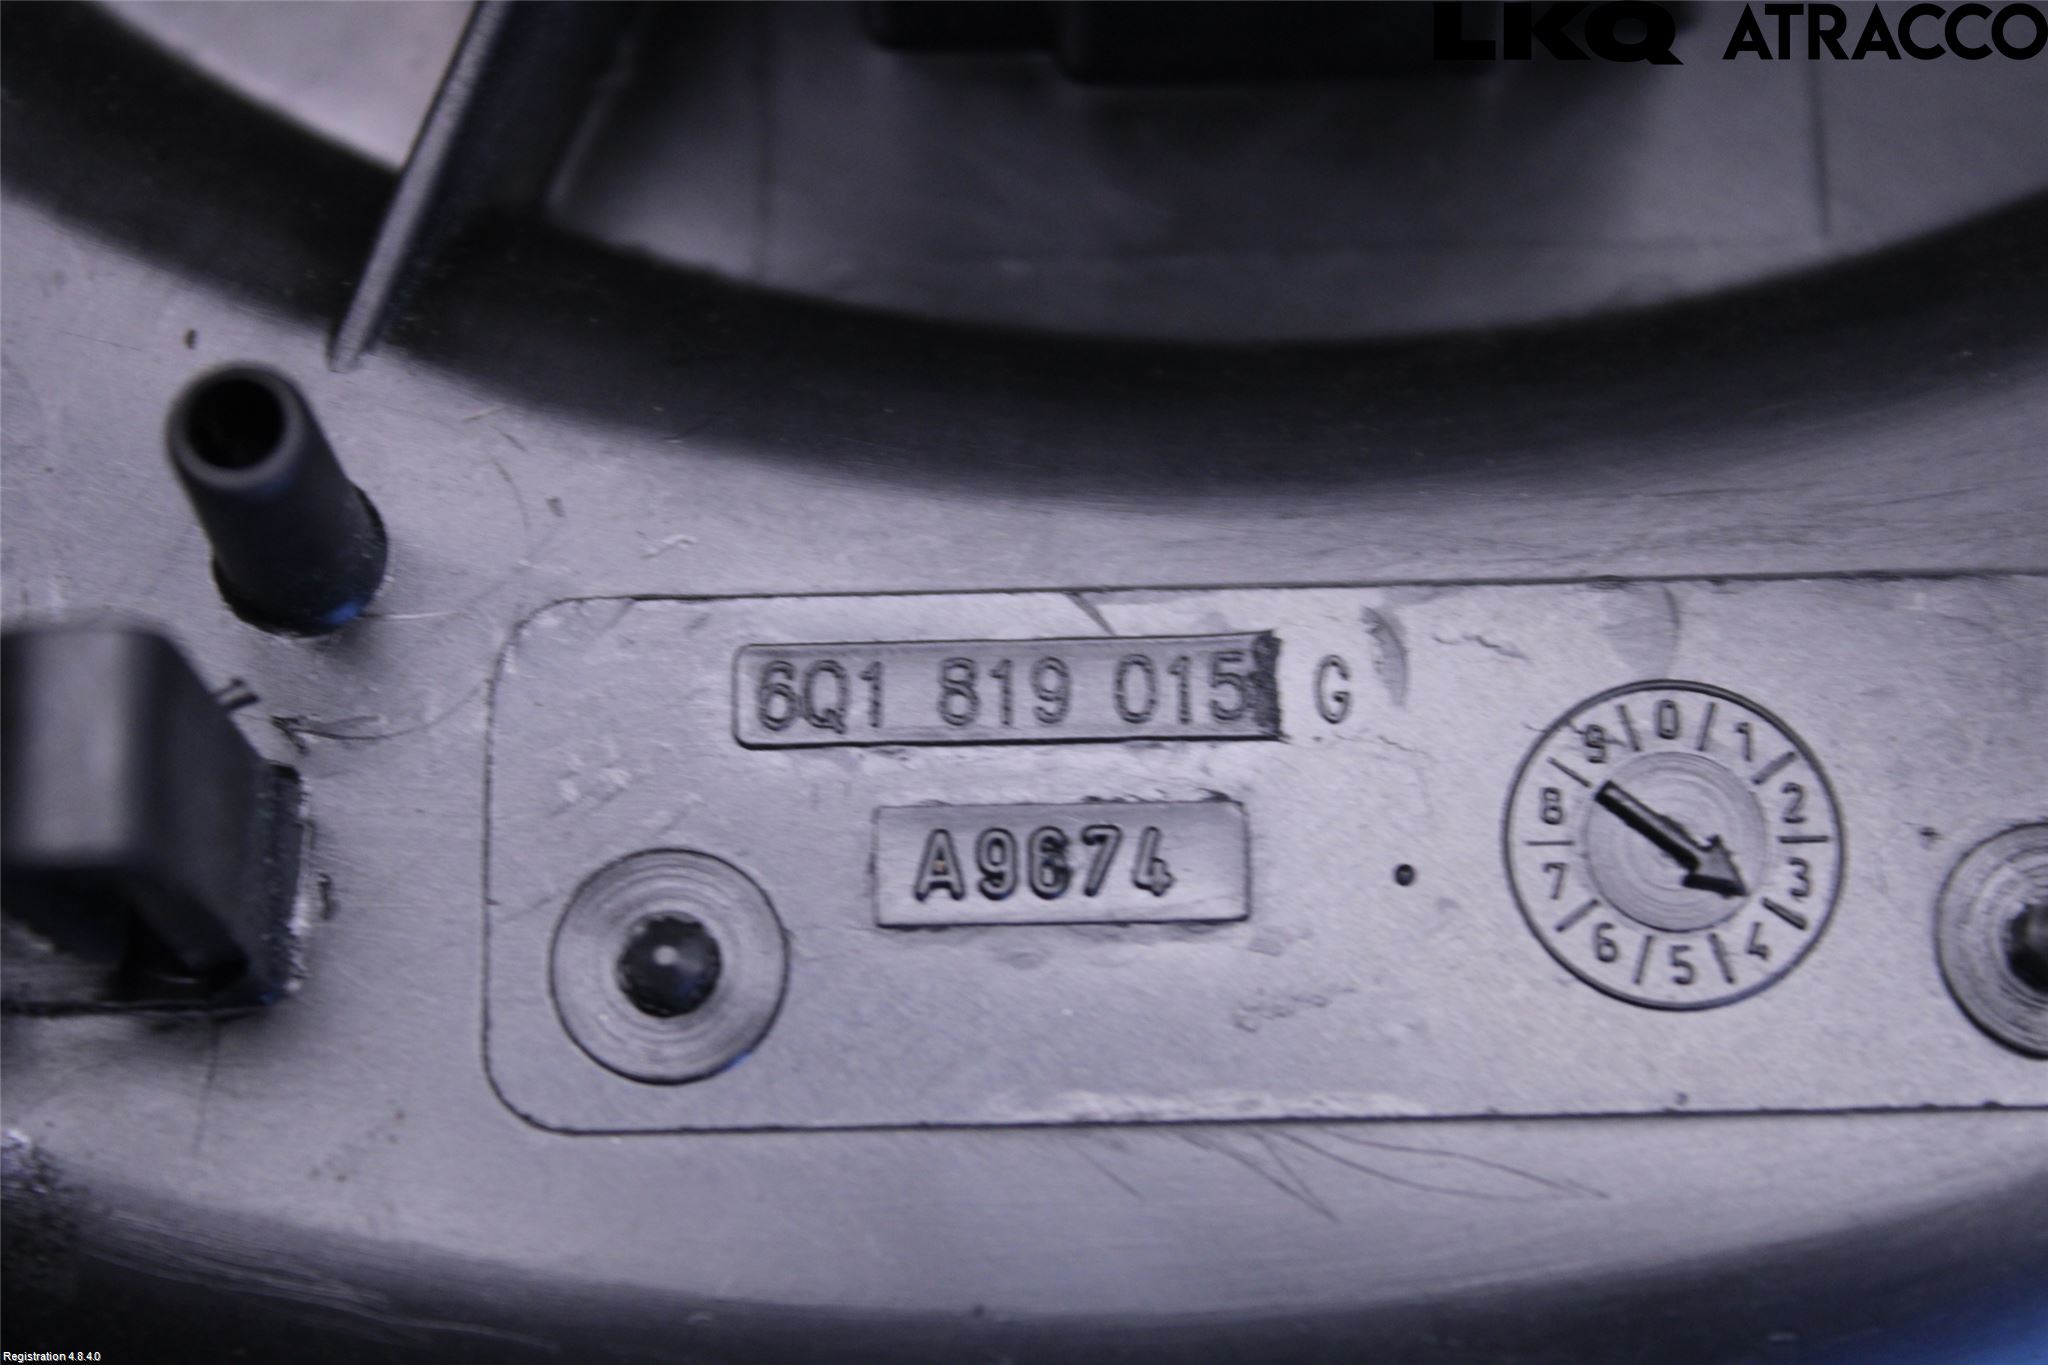 LKQ ATRACCO
6Q1 819 015 G
A9674
0 1 2 3 4 5 6 7 8 9
Registration 4.8.4.0